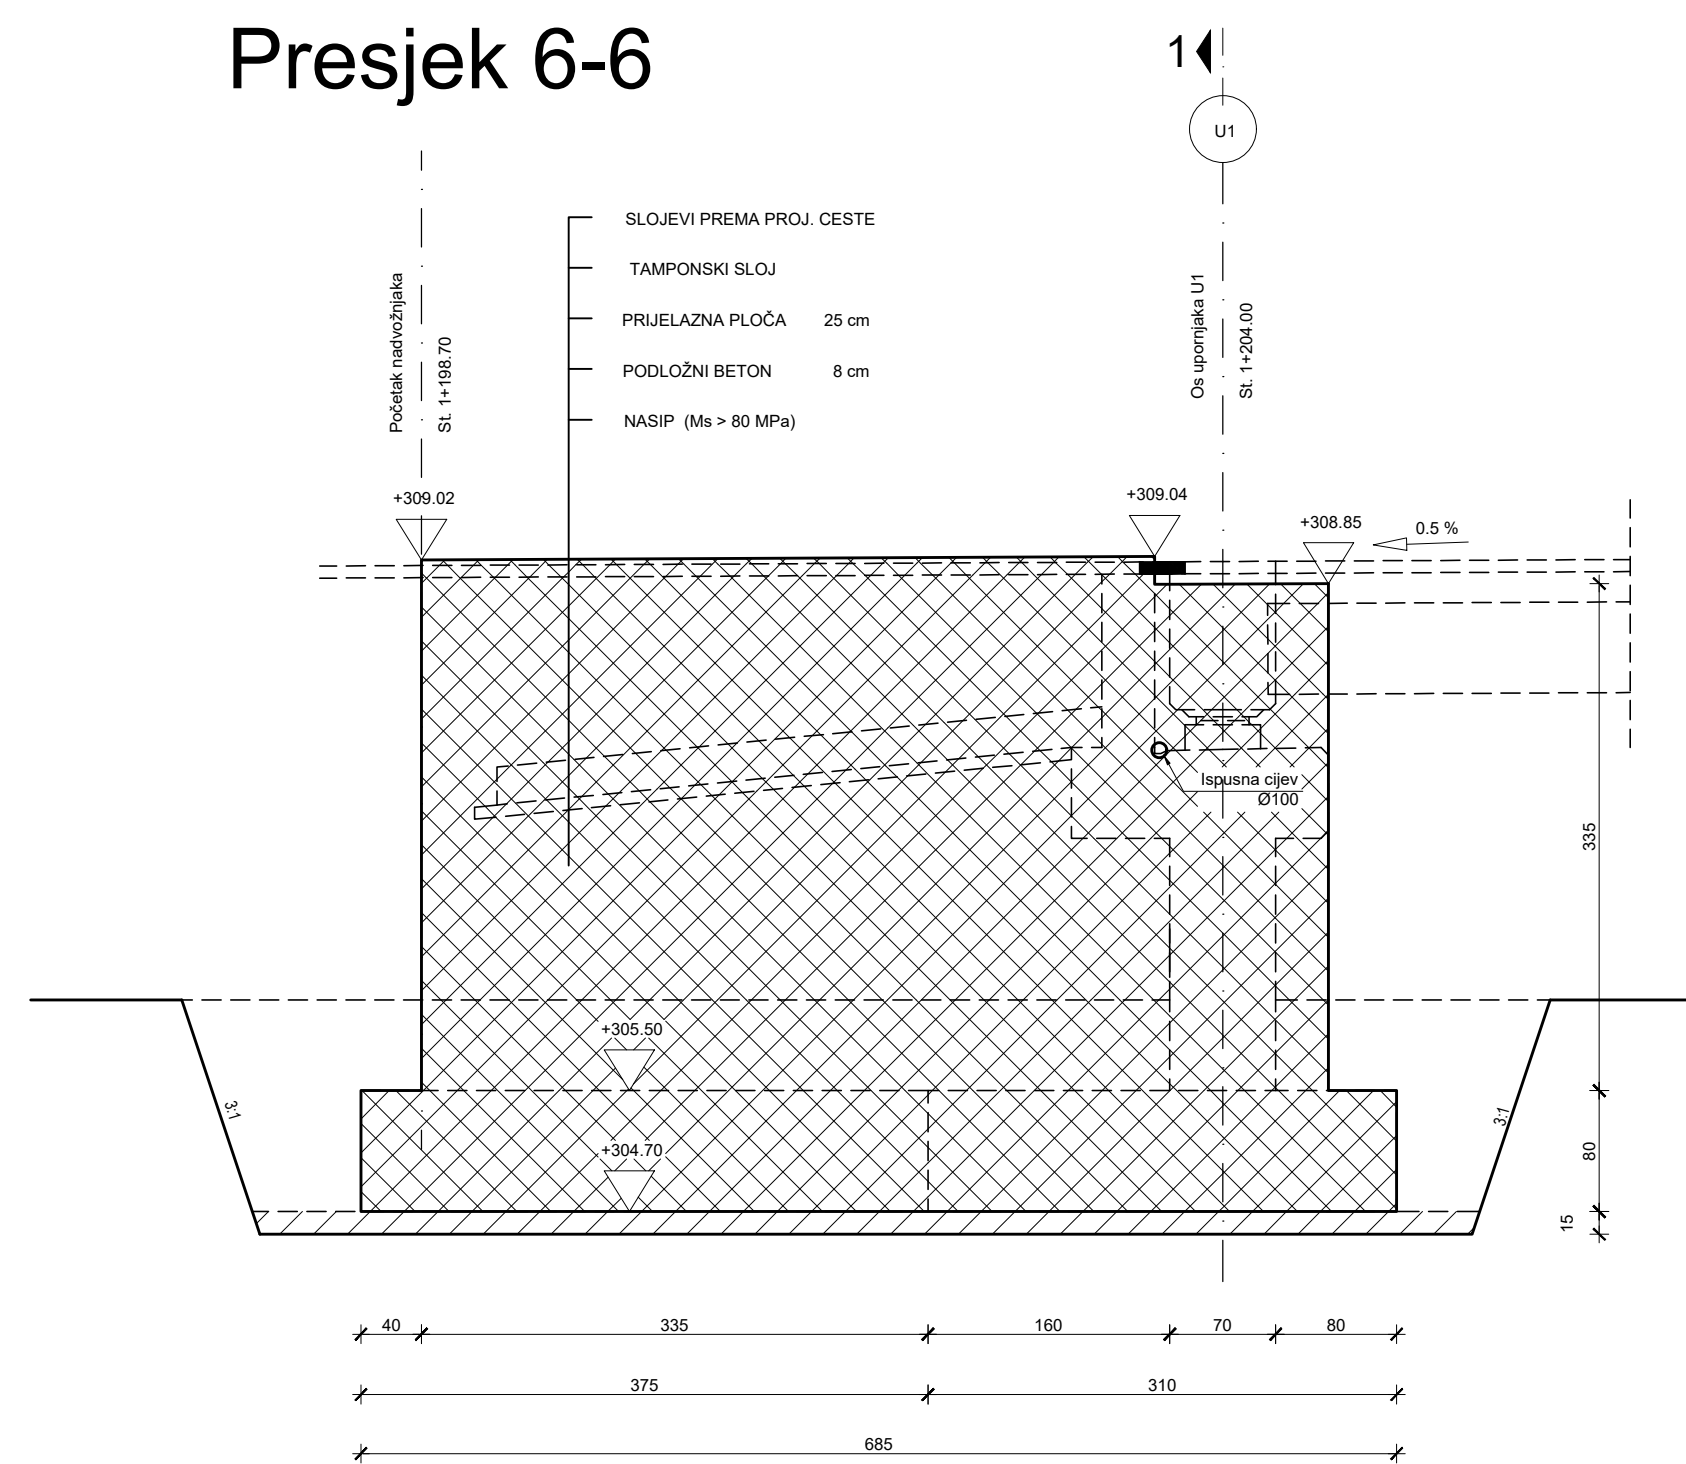 Presjek 6-6
1
U1
SLOJEVI PREMA PROJ. CESTE
TAMPONSKI SLOJ
PRIJELAZNA PLOČA 25 cm
PODLOŽNI BETON 8 cm
NASIP (Ms > 80 MPa)
Početak nadvožnjaka
St. 1+198.70
Os upornjaka U1
St. 1+204.00
+309.02
+309.04
+308.85
0.5 %
Ispusna cijev
Ø100
335
+305.50
3:1
3:1
+304.70
80
15
40
335
160
70
80
375
310
685